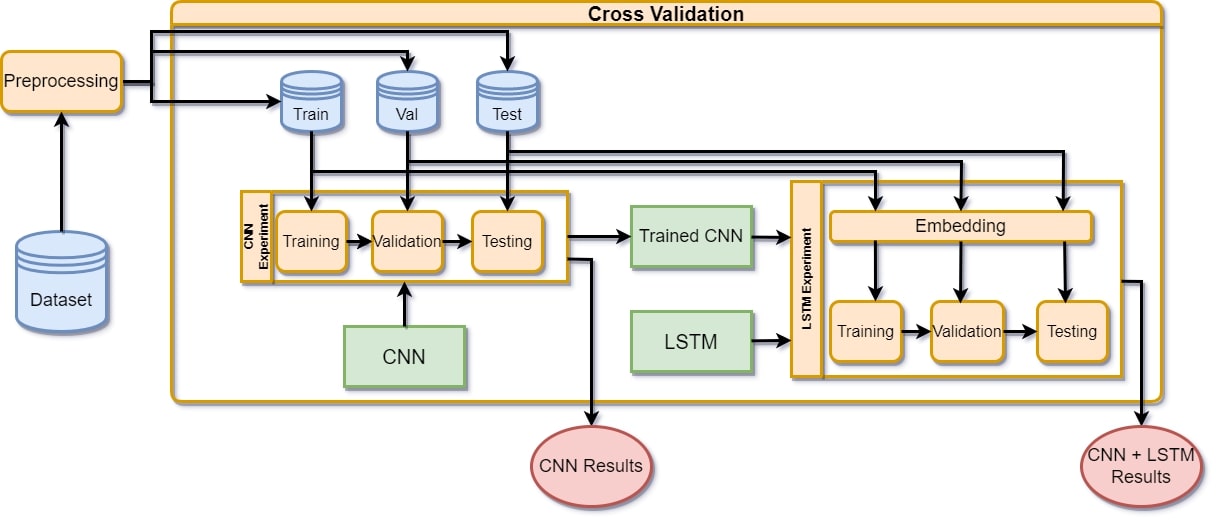 Cross Validation
Preprocessing
Train
Val
Test
Dataset
CNN
Experiment
Training
Validation
Testing
CNN
Trained CNN
LSTM
LSTM Experiment
Embedding
Training
Validation
Testing
CNN Results
CNN + LSTM
Results